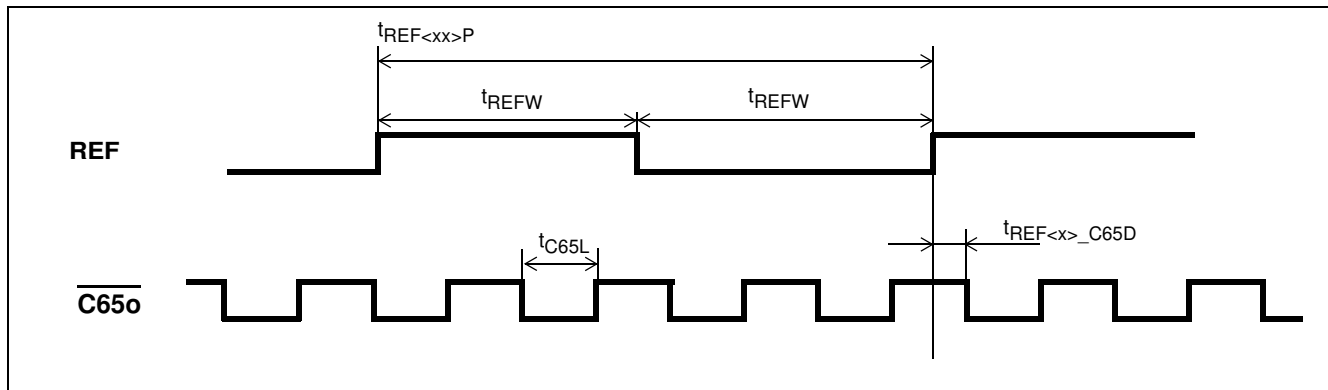 tREF<xx>P
tREFW tREFW
REF
tC65L tREF<x>_C65D
C65o